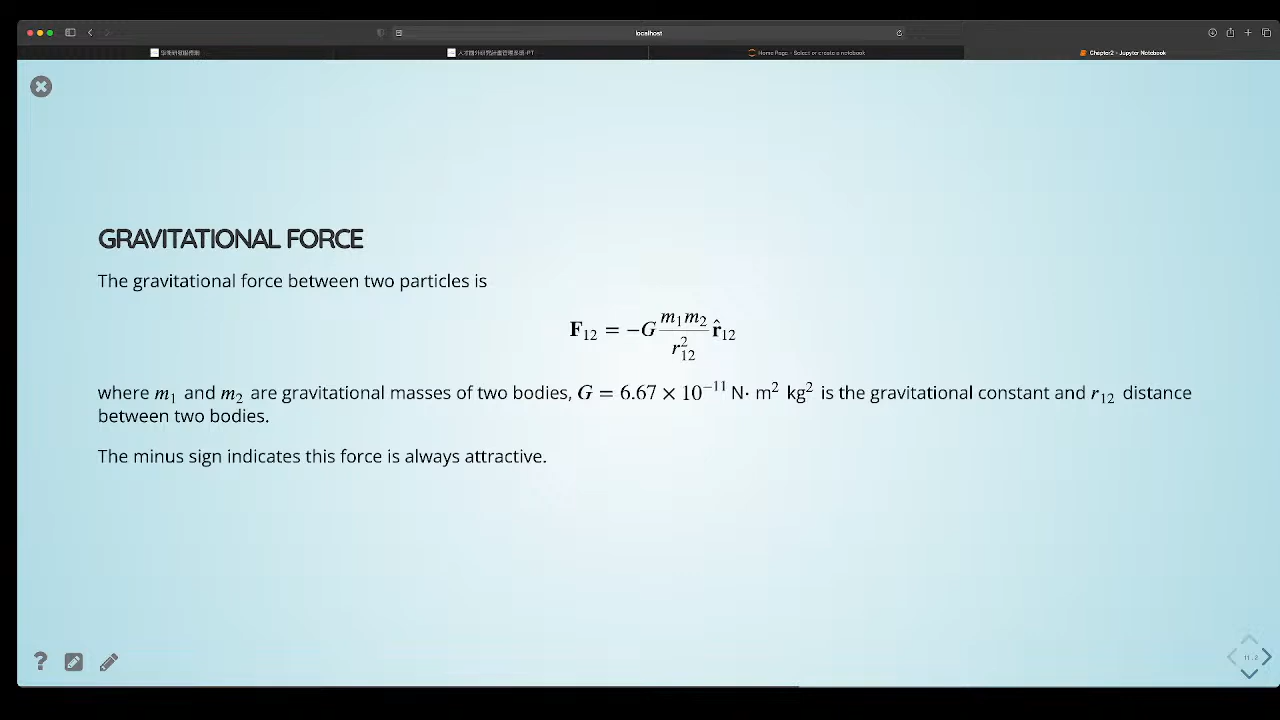 localhost
Home Page - Select or create a notebook
Chapter2 - Jupyter Notebook
GRAVITATIONAL FORCE
The gravitational force between two particles is
F₁₂ = −G m₁m₂ / r₁₂² r̂₁₂
where m₁ and m₂ are gravitational masses of two bodies, G = 6.67 × 10⁻¹¹ N· m² kg² is the gravitational constant and r₁₂ distance
between two bodies.
The minus sign indicates this force is always attractive.
11.2